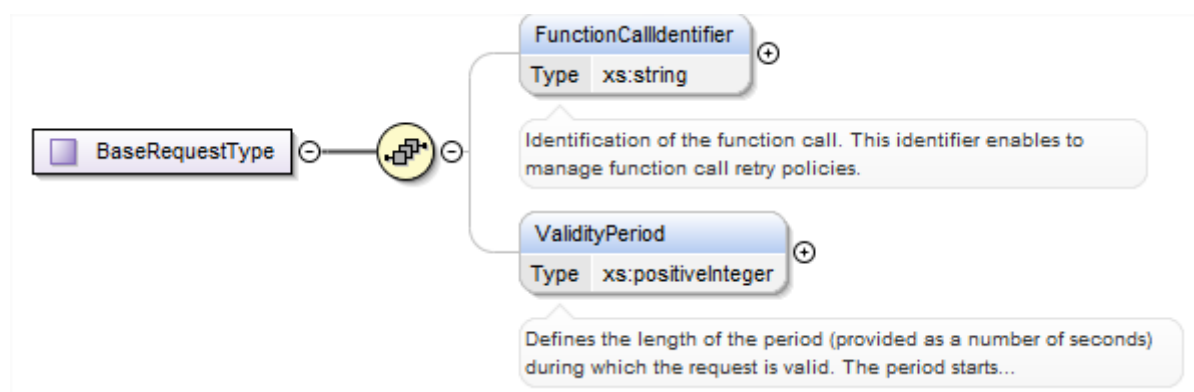 FunctionCallIdentifier
Type xs:string
Identification of the function call. This identifier enables to
manage function call retry policies.
BaseRequestType
ValidityPeriod
Type xs:positiveInteger
Defines the length of the period (provided as a number of seconds)
during which the request is valid. The period starts...